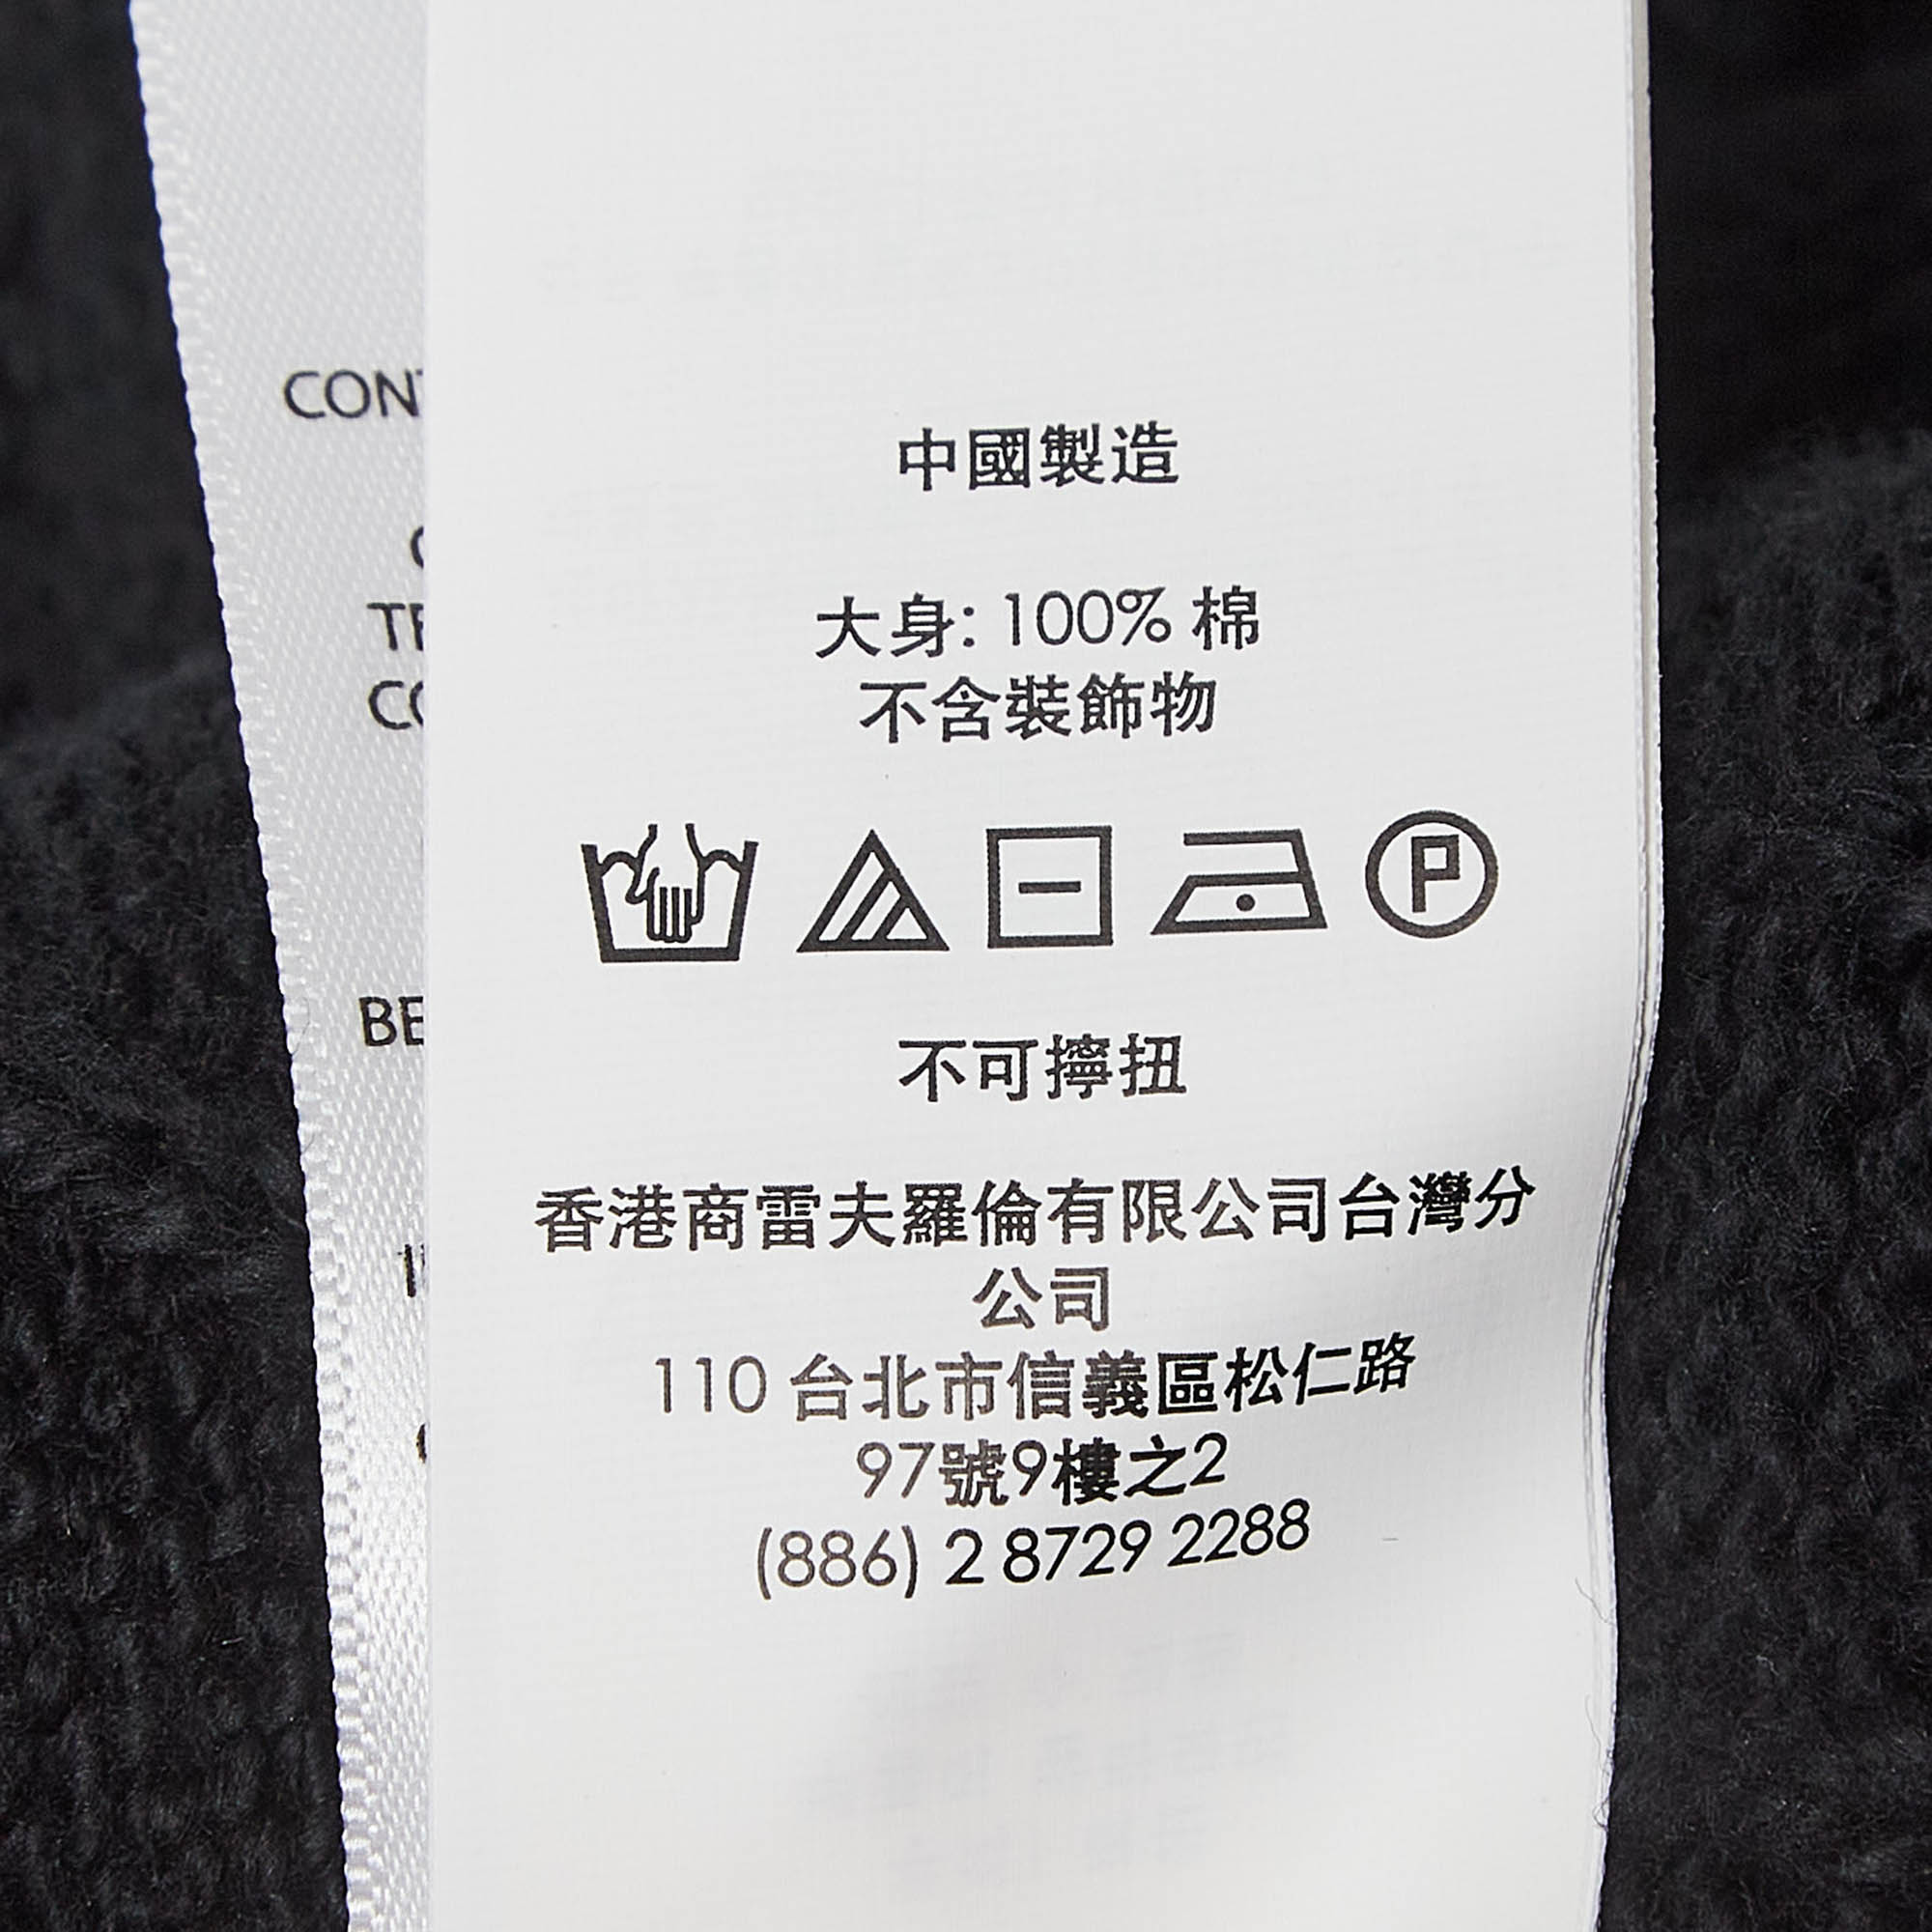 中國製造
大身: 100% 棉
不含裝飾物
P
不可擰扭
香港商雷夫羅倫有限公司台灣分
公司
110 台北市信義區松仁路
97號9樓之2
(886) 2 8729 2288